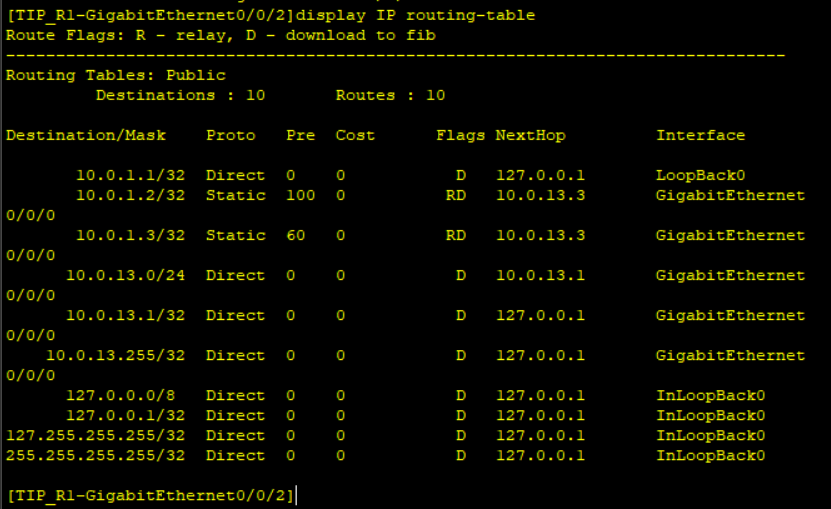 [TIP_R1-GigabitEthernet0/0/2]display IP routing-table
Route Flags: R - relay, D - download to fib
------------------------------------------------------------------------------
Routing Tables: Public
         Destinations : 10       Routes : 10

Destination/Mask    Proto   Pre  Cost      Flags NextHop         Interface

       10.0.1.1/32  Direct  0    0           D   127.0.0.1       LoopBack0
       10.0.1.2/32  Static  100  0          RD   10.0.13.3       GigabitEthernet
0/0/0
       10.0.1.3/32  Static  60   0          RD   10.0.13.3       GigabitEthernet
0/0/0
      10.0.13.0/24  Direct  0    0           D   10.0.13.1       GigabitEthernet
0/0/0
      10.0.13.1/32  Direct  0    0           D   127.0.0.1       GigabitEthernet
0/0/0
    10.0.13.255/32  Direct  0    0           D   127.0.0.1       GigabitEthernet
0/0/0
      127.0.0.0/8   Direct  0    0           D   127.0.0.1       InLoopBack0
      127.0.0.1/32  Direct  0    0           D   127.0.0.1       InLoopBack0
127.255.255.255/32  Direct  0    0           D   127.0.0.1       InLoopBack0
255.255.255.255/32  Direct  0    0           D   127.0.0.1       InLoopBack0

[TIP_R1-GigabitEthernet0/0/2]